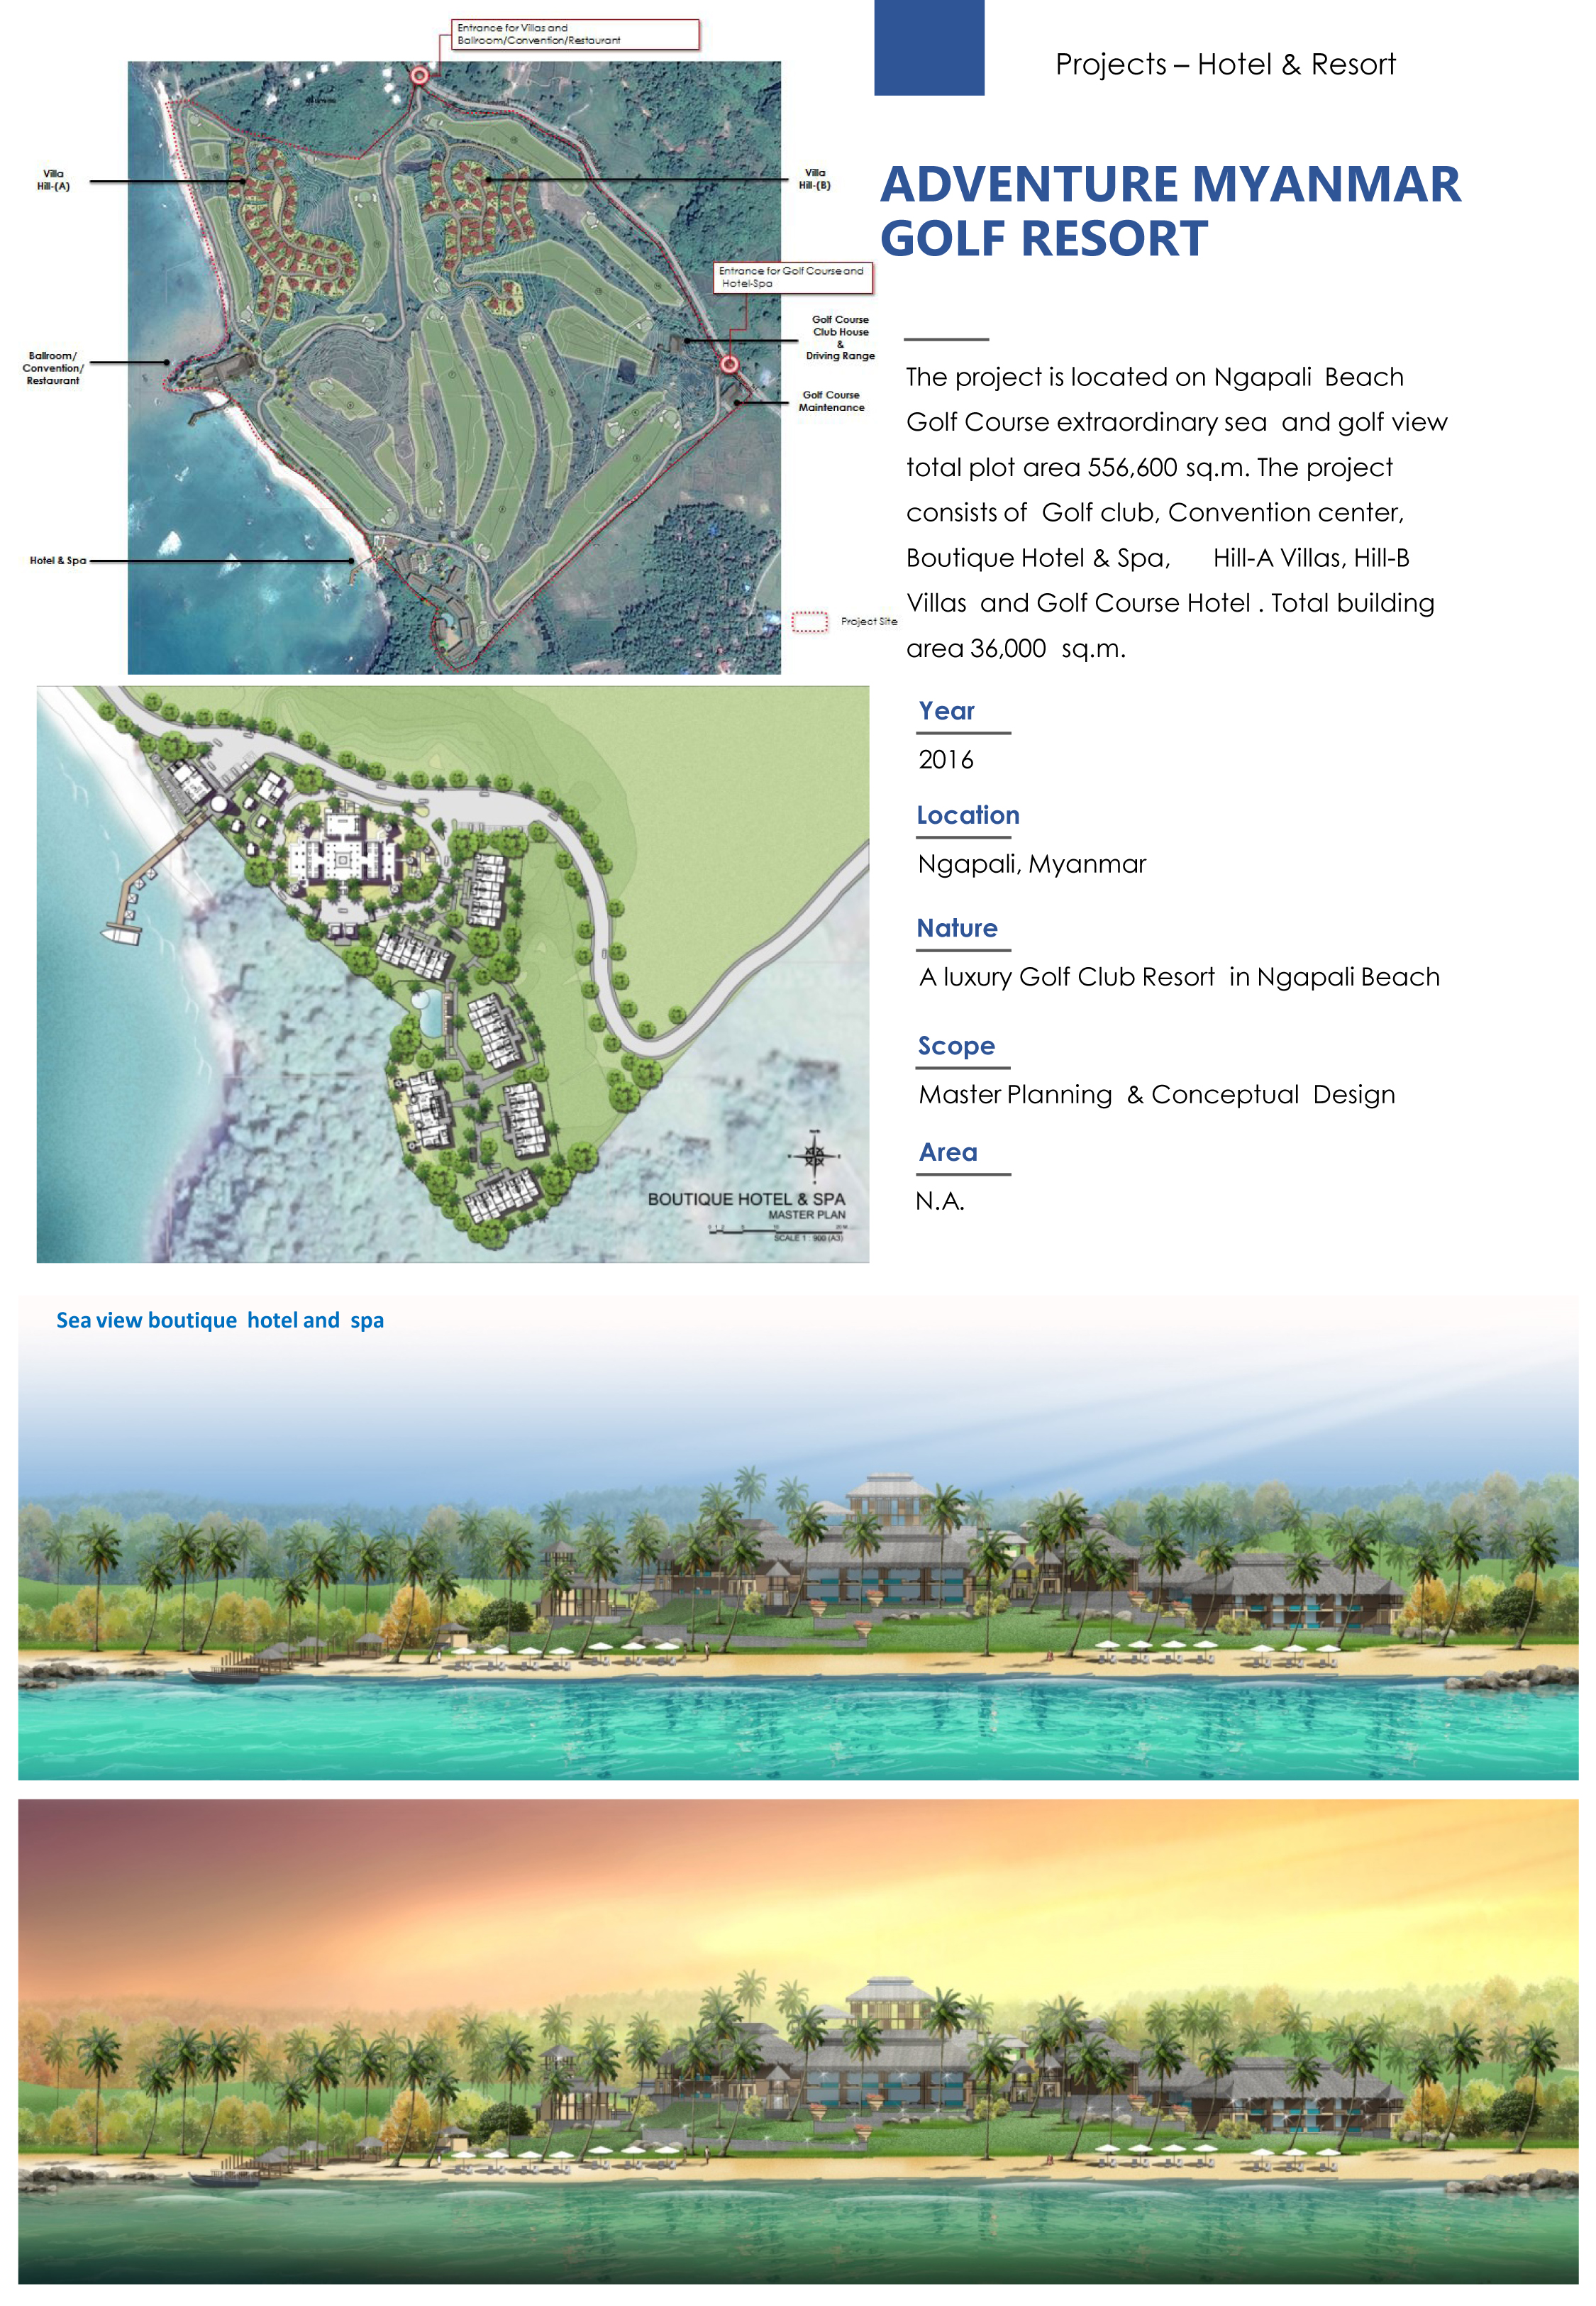 Projects – Hotel & Resort
Entrance for Villas and
Ballroom/Convention/Restaurant
Villa
Hill-(A)
Villa
Hill-(B)
Entrance for Golf Course and
Hotel-Spa
Golf Course
Club House
&
Driving Range
Ballroom/
Convention/
Restaurant
Golf Course
Maintenance
Hotel & Spa
Project Site
ADVENTURE MYANMAR
GOLF RESORT
The project is located on Ngapali Beach
Golf Course extraordinary sea and golf view
total plot area 556,600 sq.m. The project
consists of Golf club, Convention center,
Boutique Hotel & Spa, Hill-A Villas, Hill-B
Villas and Golf Course Hotel . Total building
area 36,000 sq.m.
Year
2016
Location
Ngapali, Myanmar
Nature
A luxury Golf Club Resort in Ngapali Beach
Scope
Master Planning & Conceptual Design
Area
N.A.
BOUTIQUE HOTEL & SPA
MASTER PLAN
SCALE 1 : 900 (A3)
Sea view boutique hotel and spa